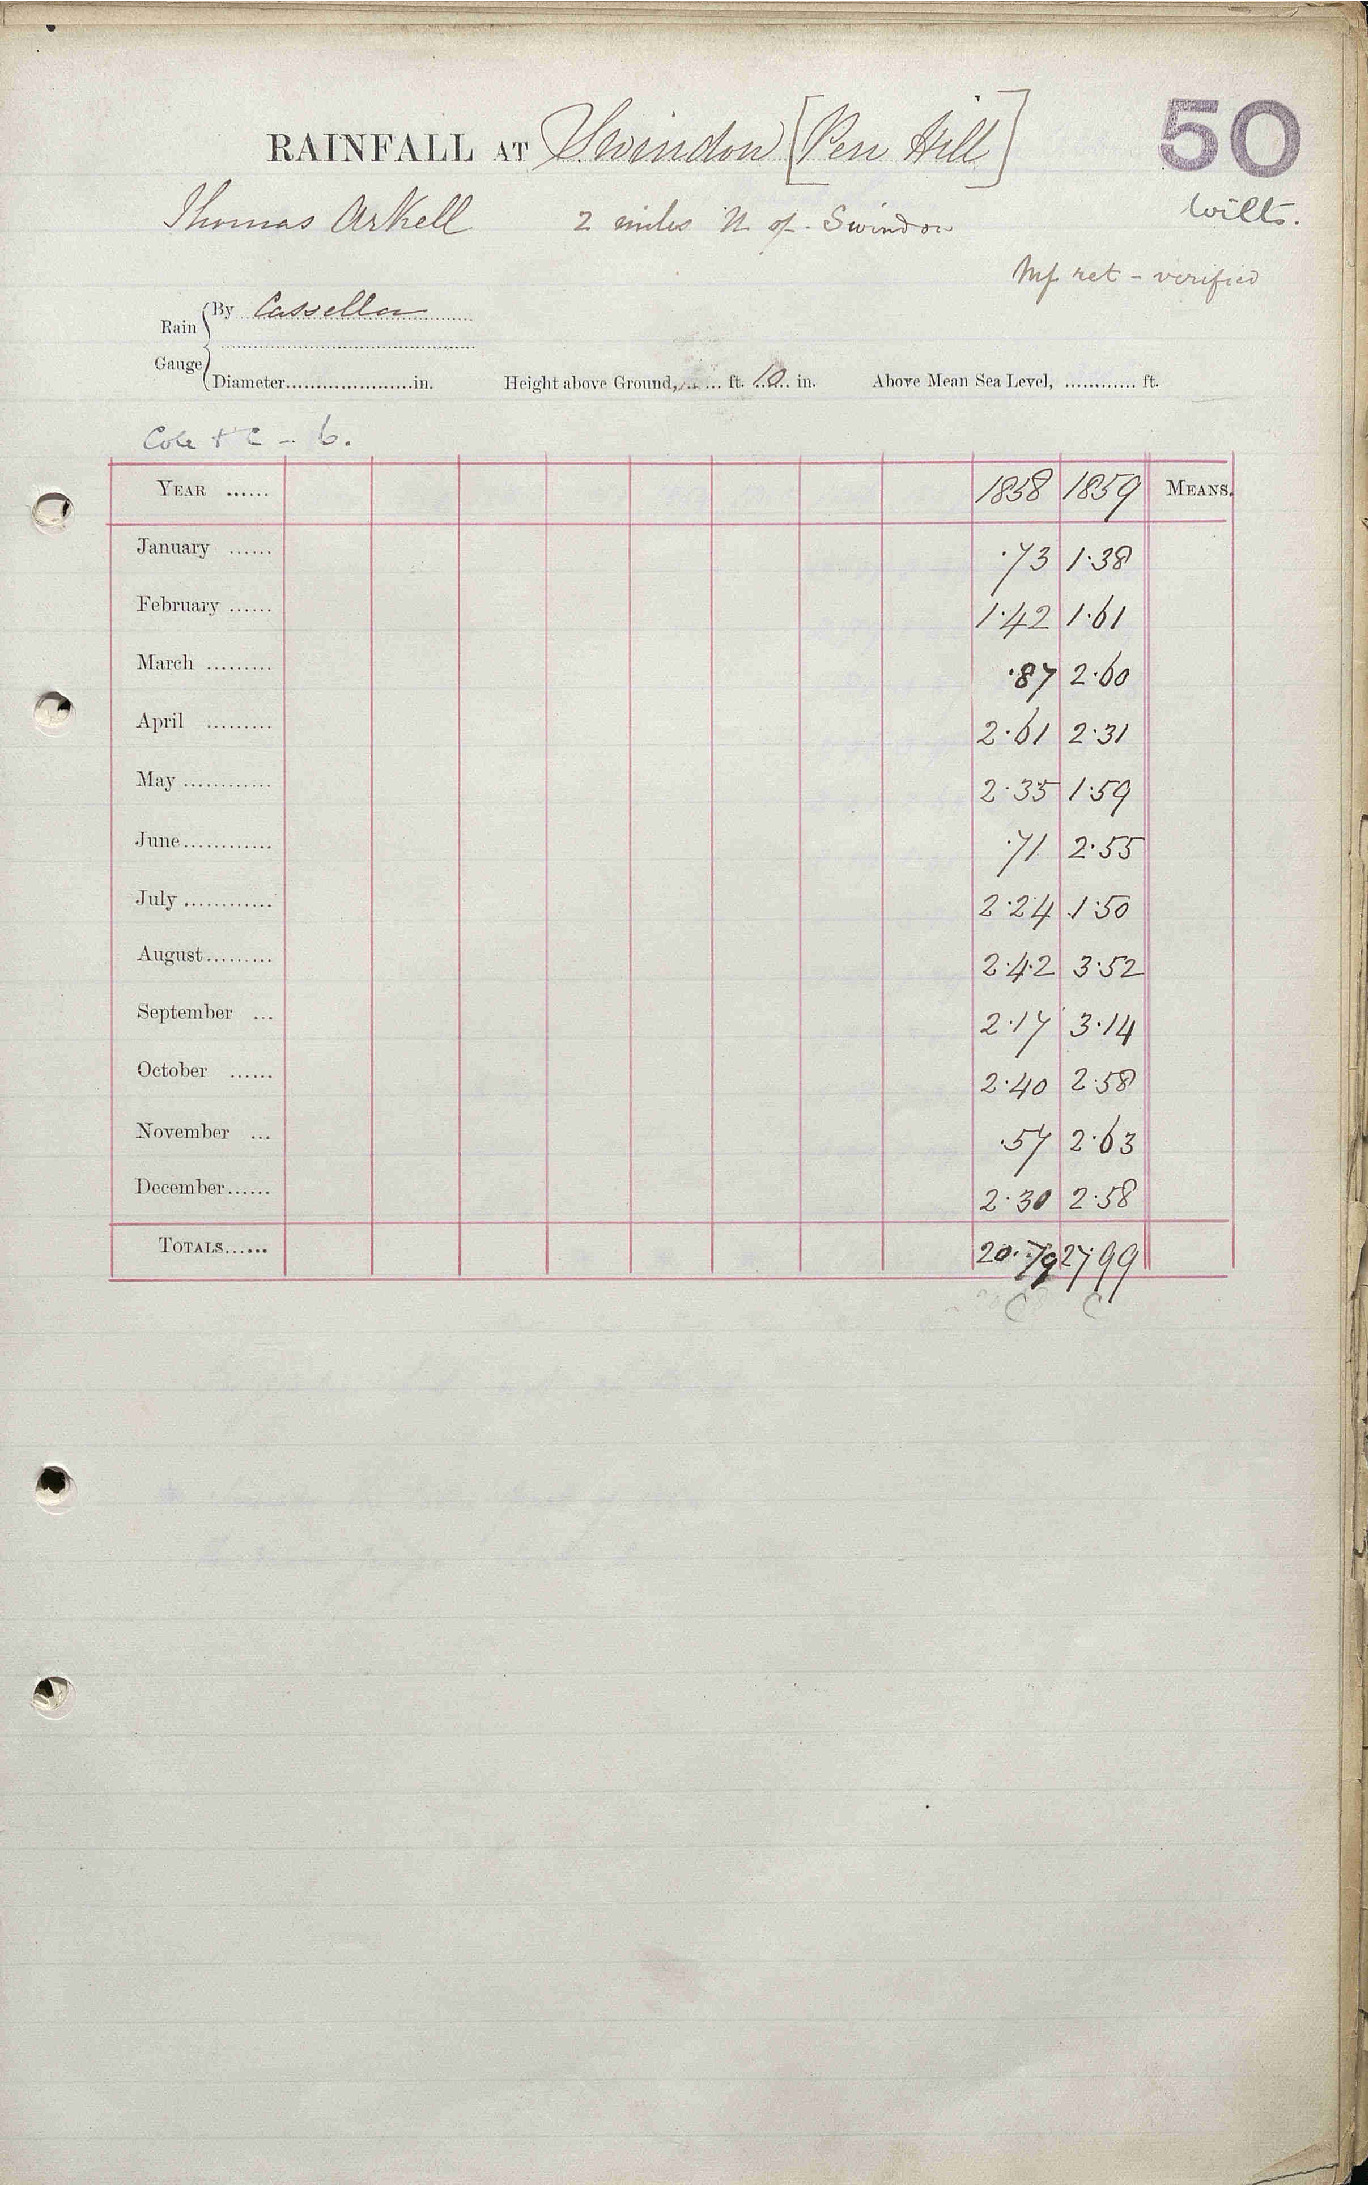 RAINFALL AT Swindon [Pen Hill] 50
Thomas Arkell 2 miles N of Swindon Wilts.
Mf ret - verified
Rain Gauge { By Cassella
Diameter in. Height above Ground, ft. 10 in. Above Mean Sea Level, ft.
6.
YEAR 1858 1859 MEANS.
January .73 1.38
February 1.42 1.61
March .87 2.60
April 2.61 2.31
May 2.35 1.59
June .71 2.55
July 2.24 1.50
August 2.42 3.52
September 2.17 3.14
October 2.40 2.58
November .57 2.63
December 2.30 2.58
TOTALS 20.79 27.99
C C